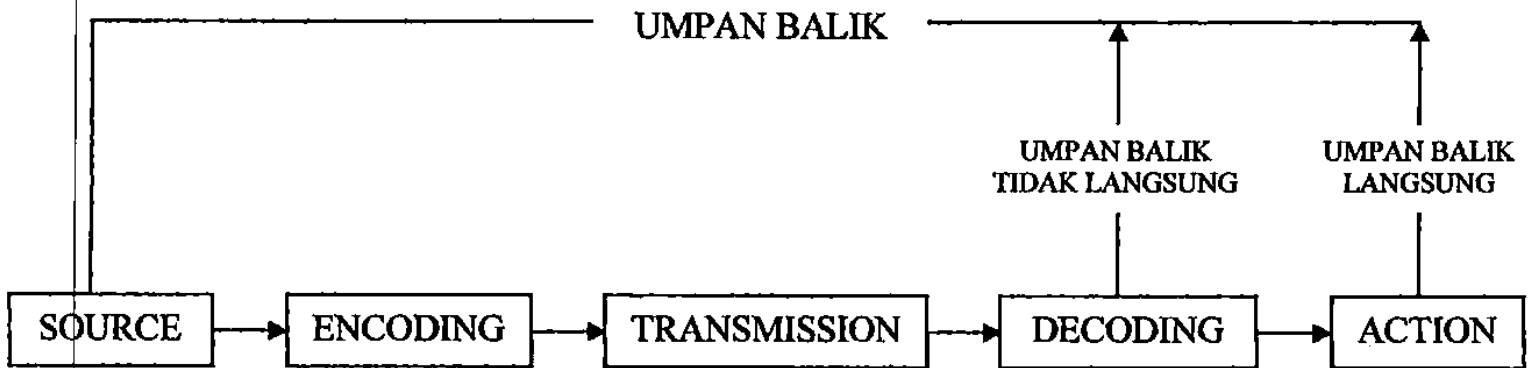 UMPAN BALIK
UMPAN BALIK
TIDAK LANGSUNG
UMPAN BALIK
LANGSUNG
SOURCE
ENCODING
TRANSMISSION
DECODING
ACTION